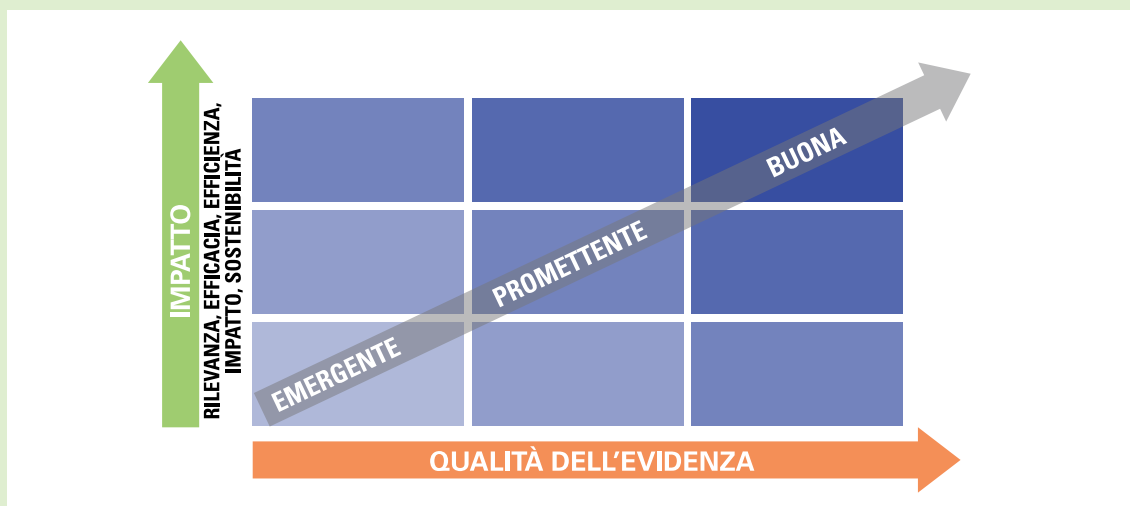 IMPATTO
RILEVANZA, EFFICACIA, EFFICIENZA,
IMPATTO, SOSTENIBILITÀ
BUONA
PROMETTENTE
EMERGENTE
QUALITÀ DELL'EVIDENZA